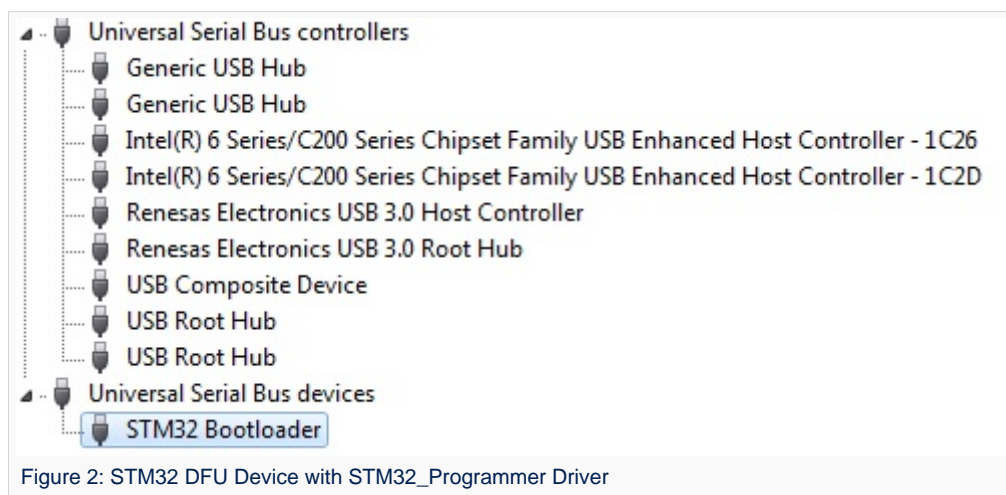 Universal Serial Bus controllers
Generic USB Hub
Generic USB Hub
Intel(R) 6 Series/C200 Series Chipset Family USB Enhanced Host Controller - 1C26
Intel(R) 6 Series/C200 Series Chipset Family USB Enhanced Host Controller - 1C2D
Renesas Electronics USB 3.0 Host Controller
Renesas Electronics USB 3.0 Root Hub
USB Composite Device
USB Root Hub
USB Root Hub
Universal Serial Bus devices
STM32 Bootloader
Figure 2: STM32 DFU Device with STM32_Programmer Driver